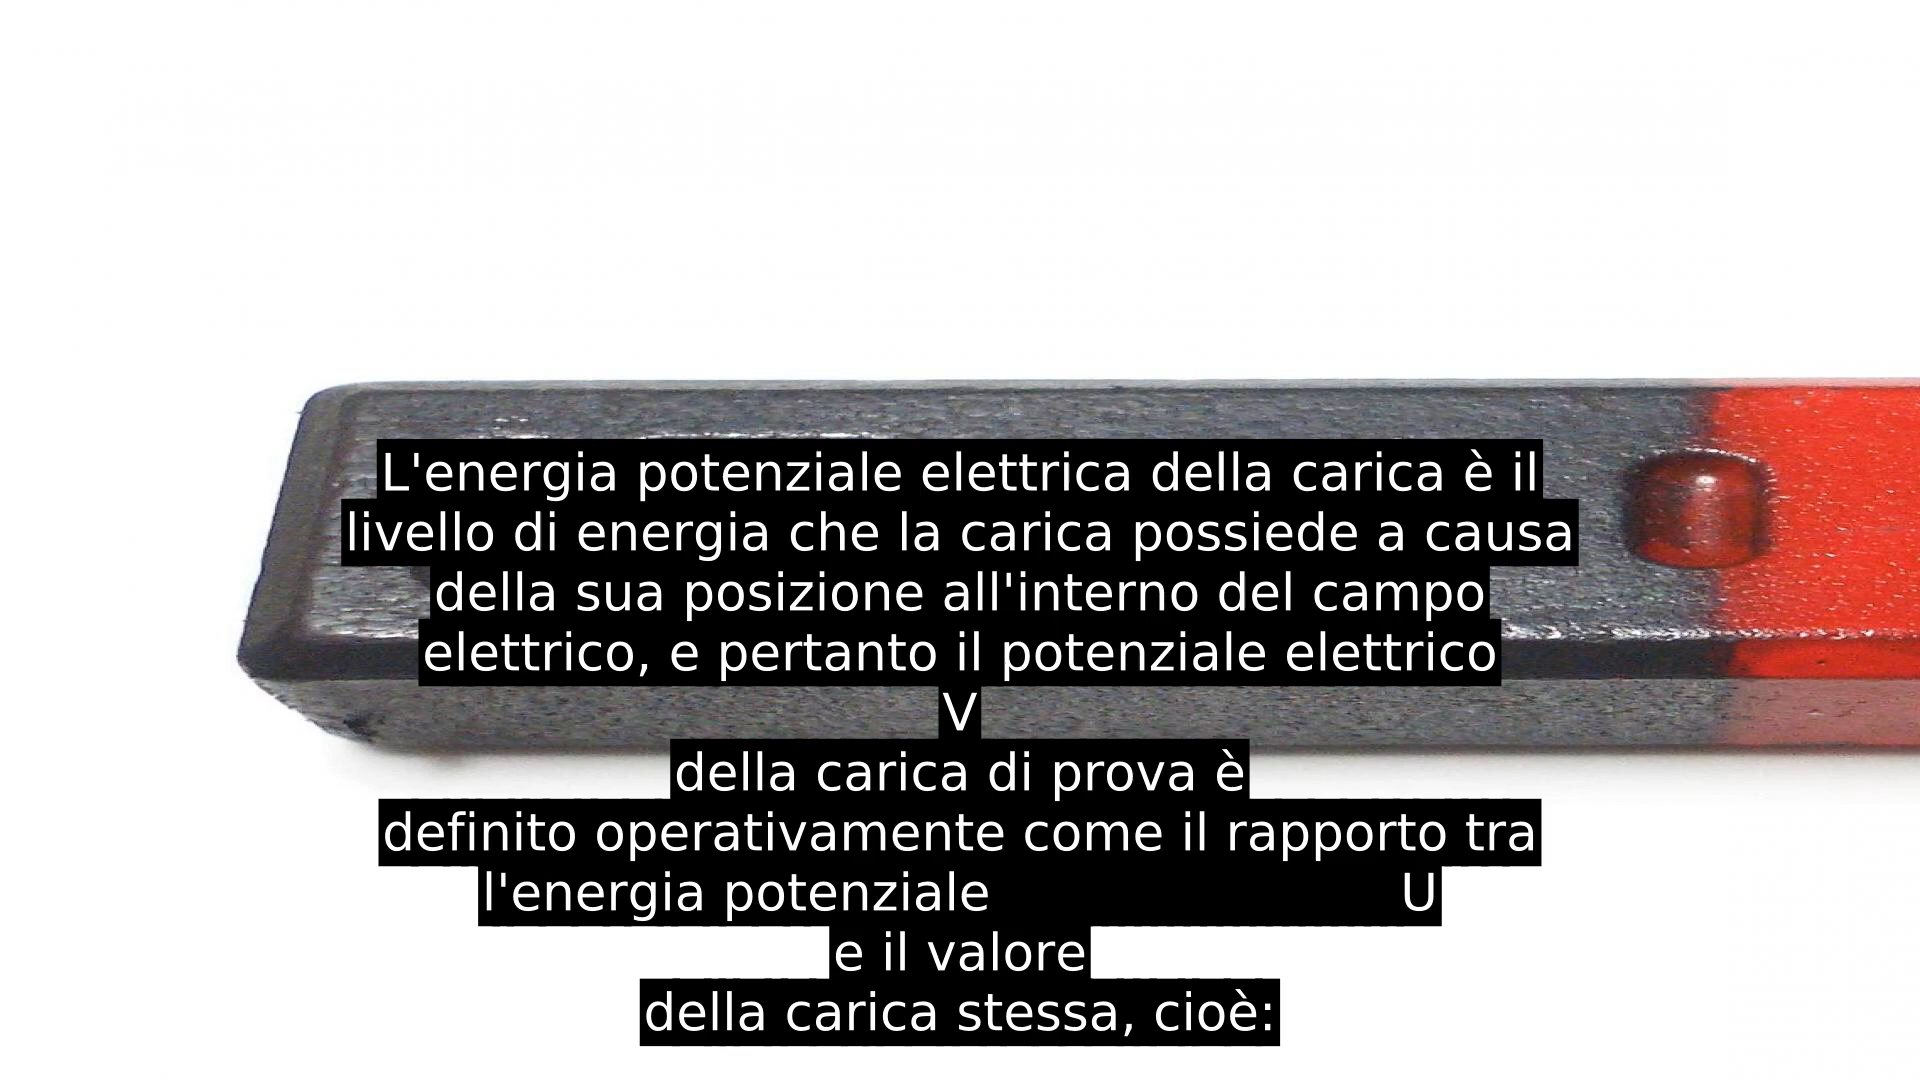 L'energia potenziale elettrica della carica è il
livello di energia che la carica possiede a causa
della sua posizione all'interno del campo
elettrico, e pertanto il potenziale elettrico
V
della carica di prova è
definito operativamente come il rapporto tra
l'energia potenziale U
e il valore
della carica stessa, cioè: